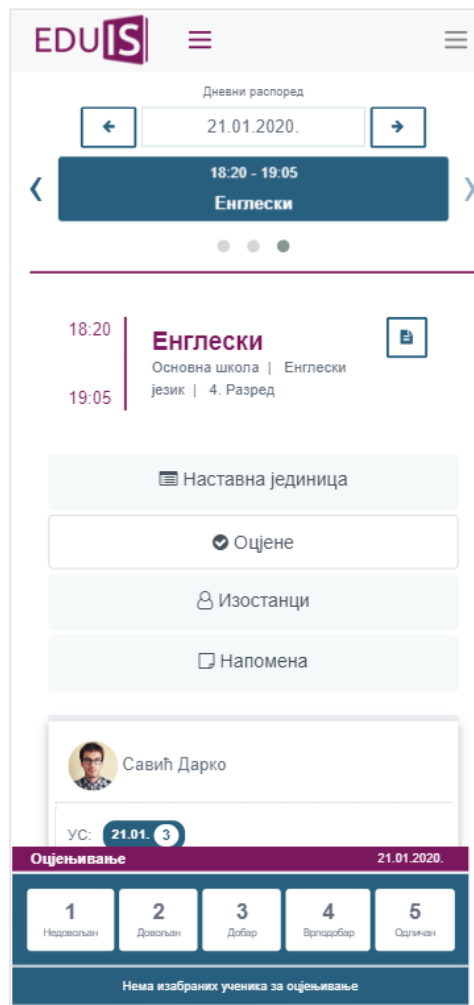 EDUIS
Дневни распоред
21.01.2020.
18:20 - 19:05
Енглески
18:20
19:05
Енглески
Основна школа | Енглески
језик | 4. Разред
Наставна јединица
Оцјене
Изостанци
Напомена
Савић Дарко
УС: 21.01. 3
Оцјењивање 21.01.2020.
1 2 3 4 5
Недовољан Довољан Добар Врлодобар Одличан
Нема изабраних ученика за оцјењивање